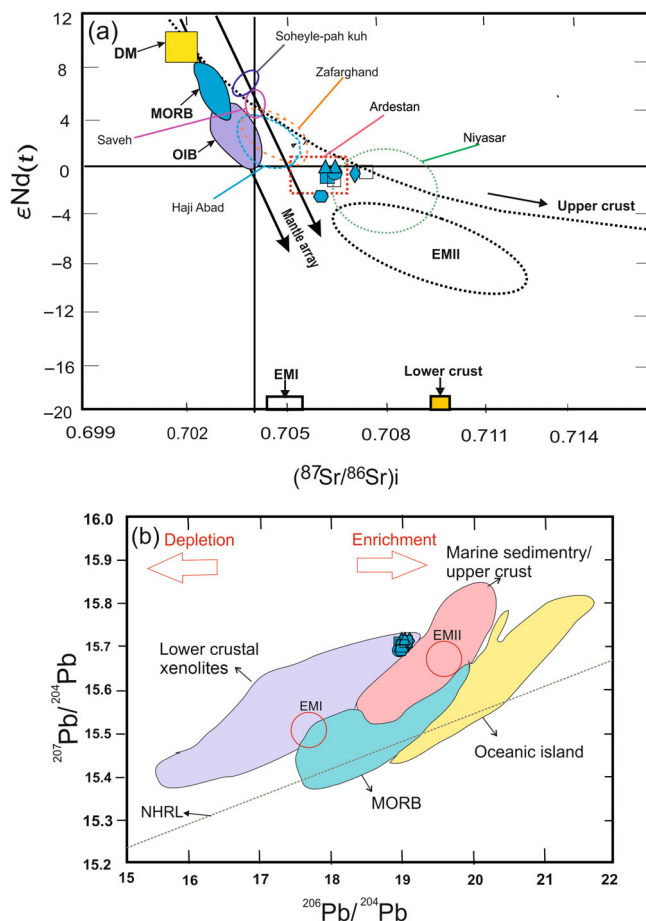 (a)
Soheyle-pah kuh
DM
Zafarghand
MORB
Ardestan
Saveh
Niyasar
OIB
Haji Abad
Mantle array
Upper crust
EMII
EMI
Lower crust
12
8
4
0
−4
−8
−12
−16
−20
εNd(t)
0.699
0.702
0.705
0.708
0.711
0.714
(⁸⁷Sr/⁸⁶Sr)i
(b)
Depletion
Enrichment
Marine sedimentry/
upper crust
EMII
Lower crustal
xenolites
EMI
Oceanic island
NHRL
MORB
16.0
15.9
15.8
15.7
15.6
15.5
15.4
15.3
15.2
²⁰⁷Pb/²⁰⁴Pb
15
16
17
18
19
20
21
22
²⁰⁶Pb/²⁰⁴Pb